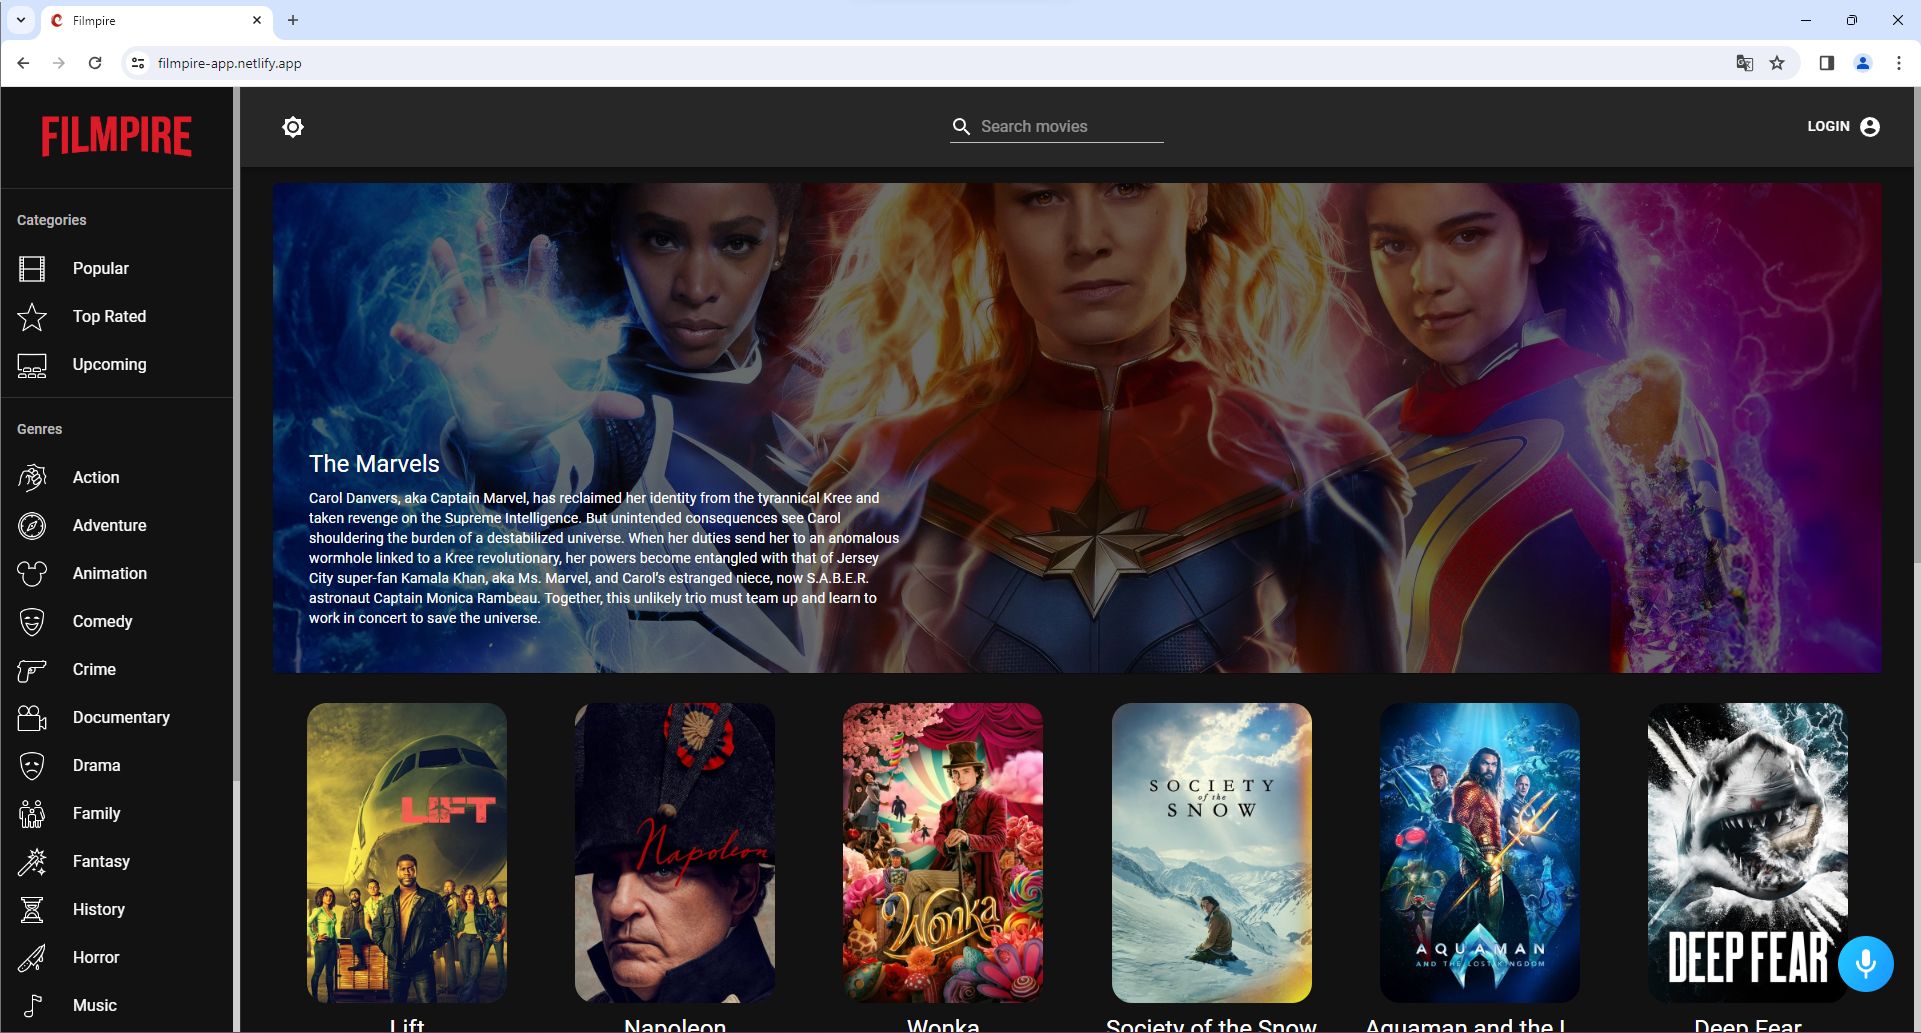 Filmpire
filmpire-app.netlify.app
FILMPIRE
Search movies
LOGIN
Categories
Popular
Top Rated
Upcoming
Genres
Action
Adventure
Animation
Comedy
Crime
Documentary
Drama
Family
Fantasy
History
Horror
Music
The Marvels
Carol Danvers, aka Captain Marvel, has reclaimed her identity from the tyrannical Kree and
taken revenge on the Supreme Intelligence. But unintended consequences see Carol
shouldering the burden of a destabilized universe. When her duties send her to an anomalous
wormhole linked to a Kree revolutionary, her powers become entangled with that of Jersey
City super-fan Kamala Khan, aka Ms. Marvel, and Carol's estranged niece, now S.A.B.E.R.
astronaut Captain Monica Rambeau. Together, this unlikely trio must team up and learn to
work in concert to save the universe.
LIFT
Napoleon
Wonka
SOCIETY
of the
SNOW
AQUAMAN
AND THE LOST KINGDOM
DEEP FEAR
Lift
Napoleon
Wonka
Society of the Snow
Aquaman and the L
Deep Fear